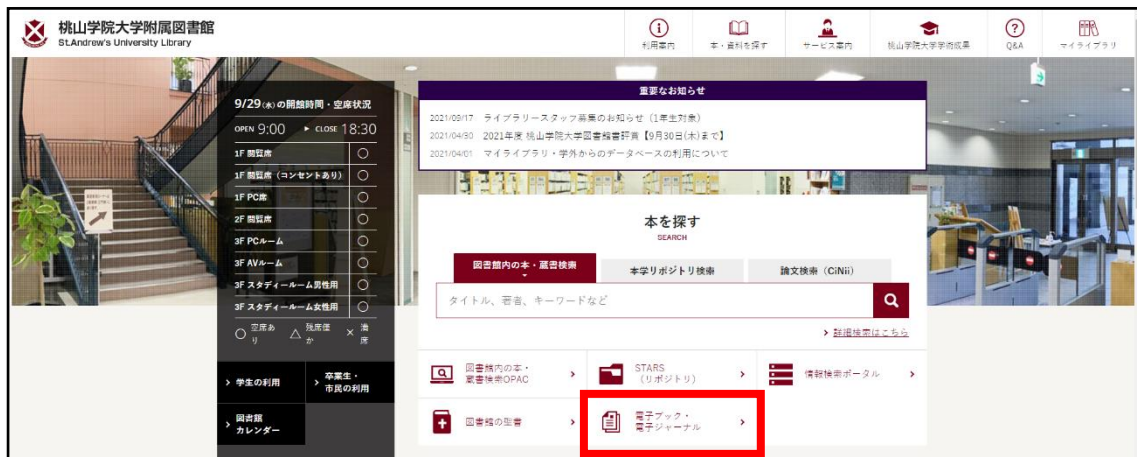 桃山学院大学附属図書館
St.Andrew's University Library
利用案内
本・資料を探す
サービス案内
桃山学院大学学術成果
Q&A
マイライブラリ
9/29(水)の開館時間・空席状況
OPEN 9:00 ▶ CLOSE 18:30
1F 閲覧席 ○
1F 閲覧席（コンセントあり） ○
1F PC席 ○
2F 閲覧席 ○
3F PCルーム ○
3F AVルーム ○
3F スタディールーム男性用 ○
3F スタディールーム女性用 ○
○ 空席あり △ 残席僅か × 満席
学生の利用
卒業生・
市民の利用
図書館
カレンダー
重要なお知らせ
2021/09/17 ライブラリースタッフ募集のお知らせ（1年生対象）
2021/04/30 2021年度 桃山学院大学図書館書評賞【9月30日(木)まで】
2021/04/01 マイライブラリ・学外からのデータベースの利用について
本を探す
SEARCH
図書館内の本・蔵書検索
本学リポジトリ検索
論文検索（CiNii）
タイトル、著者、キーワードなど
詳細検索はこちら
図書館内の本・
蔵書検索OPAC
STARS
（リポジトリ）
情報検索ポータル
図書館の聖書
電子ブック・
電子ジャーナル